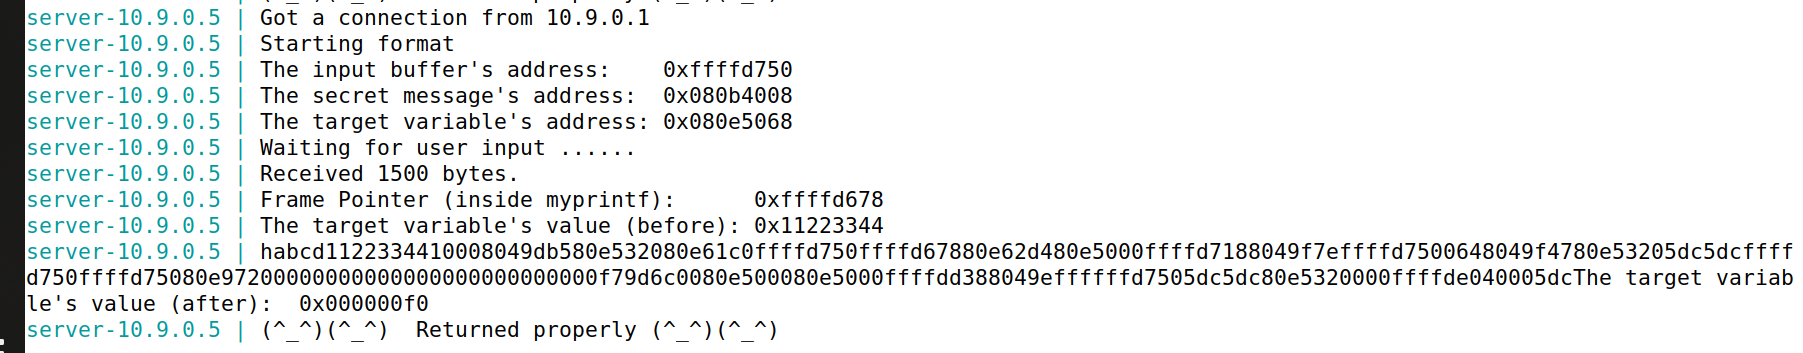 server-10.9.0.5 | Got a connection from 10.9.0.1
server-10.9.0.5 | Starting format
server-10.9.0.5 | The input buffer's address:    0xffffd750
server-10.9.0.5 | The secret message's address:  0x080b4008
server-10.9.0.5 | The target variable's address: 0x080e5068
server-10.9.0.5 | Waiting for user input ......
server-10.9.0.5 | Received 1500 bytes.
server-10.9.0.5 | Frame Pointer (inside myprintf):      0xffffd678
server-10.9.0.5 | The target variable's value (before): 0x11223344
server-10.9.0.5 | habcd1122334410008049db580e532080e61c0ffffd750ffffd67880e62d480e5000ffffd7188049f7effffd7500648049f4780e53205dc5dcffff
d750ffffd75080e97200000000000000000000000000f79d6c0080e500080e5000ffffdd388049effffffd7505dc5dc80e5320000ffffde040005dcThe target variab
le's value (after):  0x000000f0
server-10.9.0.5 | (^_^)(^_^)  Returned properly (^_^)(^_^)